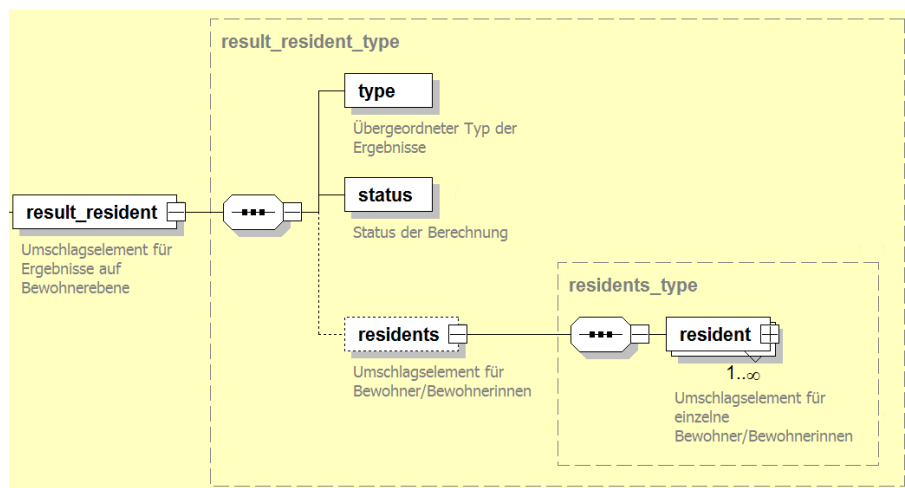 result_resident_type
type
Übergeordneter Typ der
Ergebnisse
status
Status der Berechnung
result_resident
Umschlagselement für
Ergebnisse auf
Bewohnerebene
residents_type
residents
Umschlagselement für
Bewohner/Bewohnerinnen
resident
1..∞
Umschlagselement für
einzelne
Bewohner/Bewohnerinnen